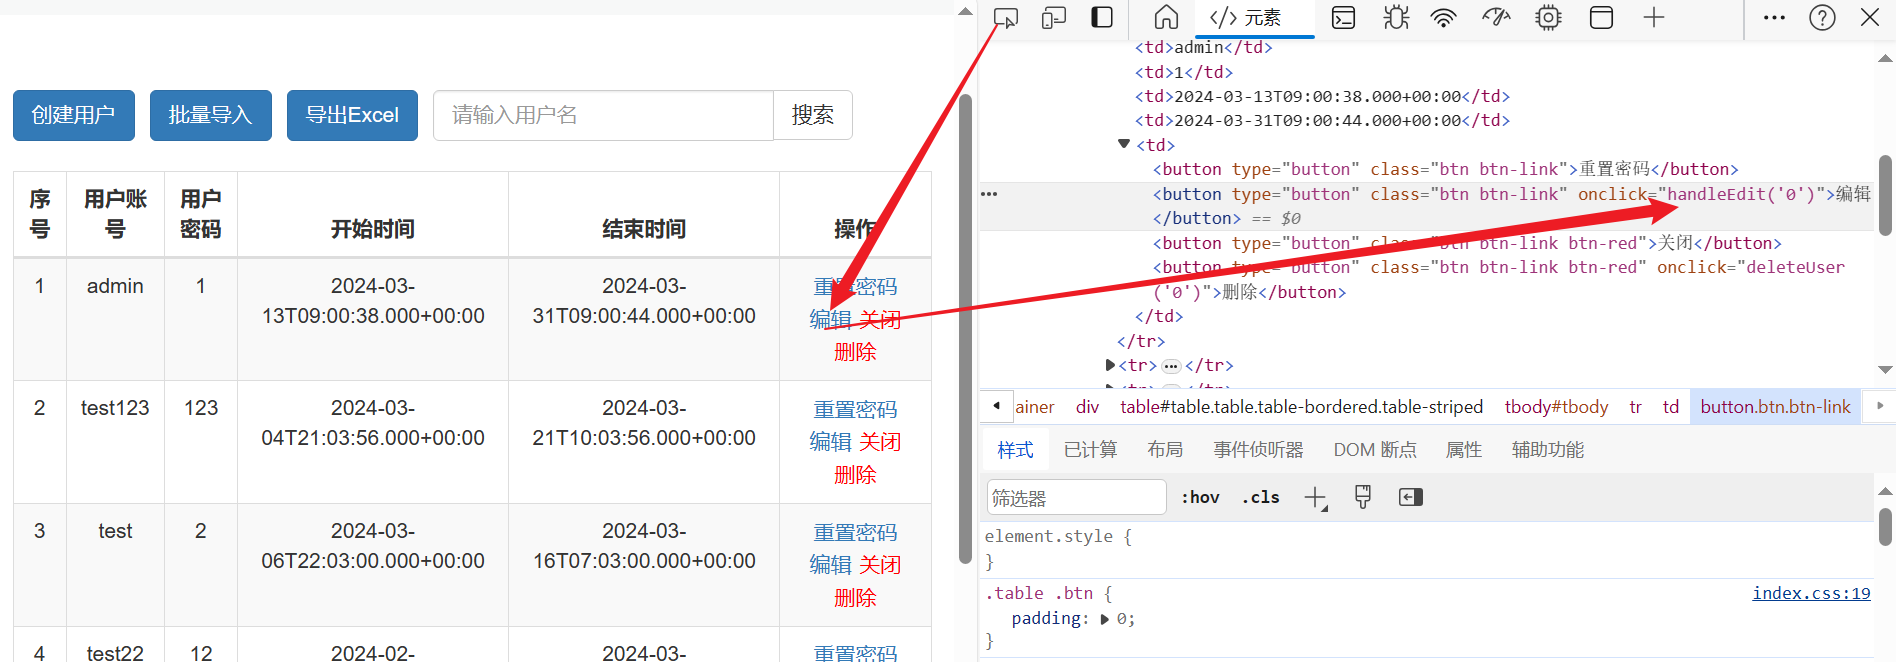 创建用户 批量导入 导出Excel 请输入用户名 搜索
序号 用户账号 用户密码 开始时间 结束时间 操作
1 admin 1 2024-03-13T09:00:38.000+00:00 2024-03-31T09:00:44.000+00:00 重置密码
编辑 关闭
删除
2 test123 123 2024-03-04T21:03:56.000+00:00 2024-03-21T10:03:56.000+00:00 重置密码
编辑 关闭
删除
3 test 2 2024-03-06T22:03:00.000+00:00 2024-03-16T07:03:00.000+00:00 重置密码
编辑 关闭
删除
4 test22 12 2024-02- 2024-03- 重置密码
元素
<td>admin</td>
<td>1</td>
<td>2024-03-13T09:00:38.000+00:00</td>
<td>2024-03-31T09:00:44.000+00:00</td>
<td>
<button type="button" class="btn btn-link">重置密码</button>
<button type="button" class="btn btn-link" onclick="handleEdit('0')">编辑
</button> == $0
<button type="button" class="btn btn-link btn-red">关闭</button>
<button type="button" class="btn btn-link btn-red" onclick="deleteUser
('0')">删除</button>
</td>
</tr>
<tr>…</tr>
ainer div table#table.table.table-bordered.table-striped tbody#tbody tr td button.btn.btn-link
样式 已计算 布局 事件侦听器 DOM 断点 属性 辅助功能
筛选器 :hov .cls
element.style {
}
.table .btn { index.css:19
padding: 0;
}